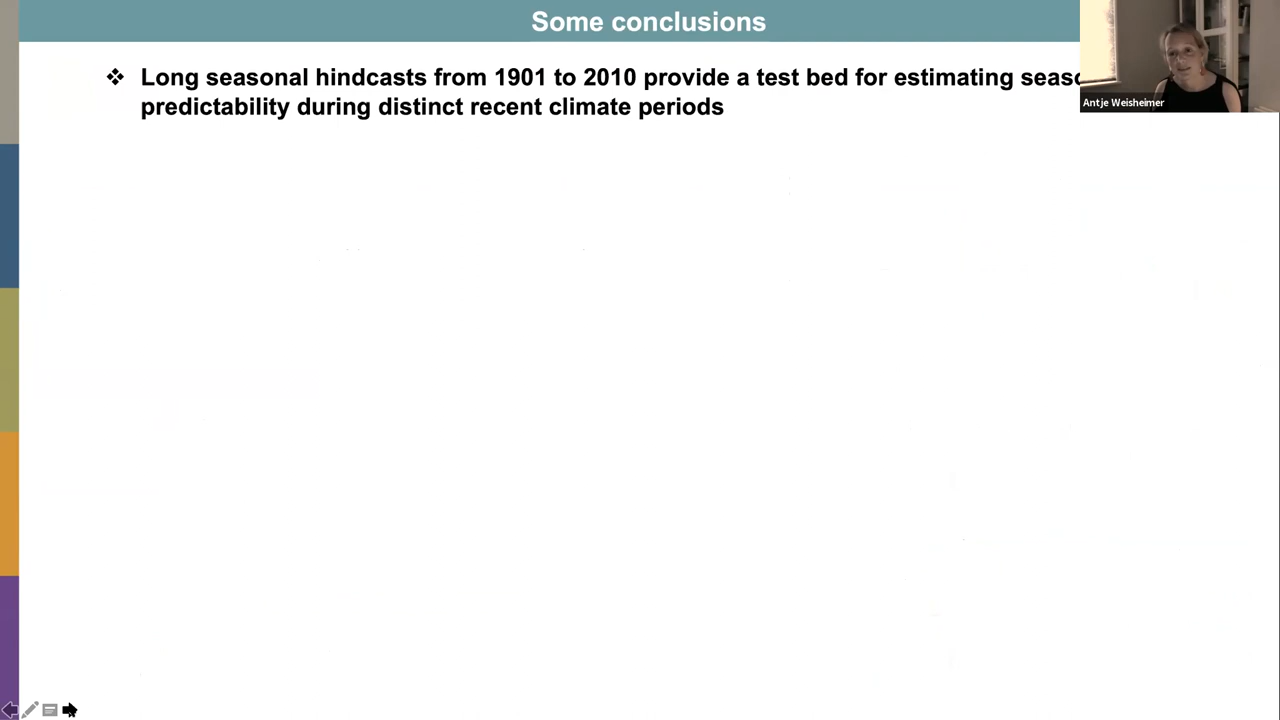 Some conclusions
❖ Long seasonal hindcasts from 1901 to 2010 provide a test bed for estimating
predictability during distinct recent climate periods
Antje Weisheimer